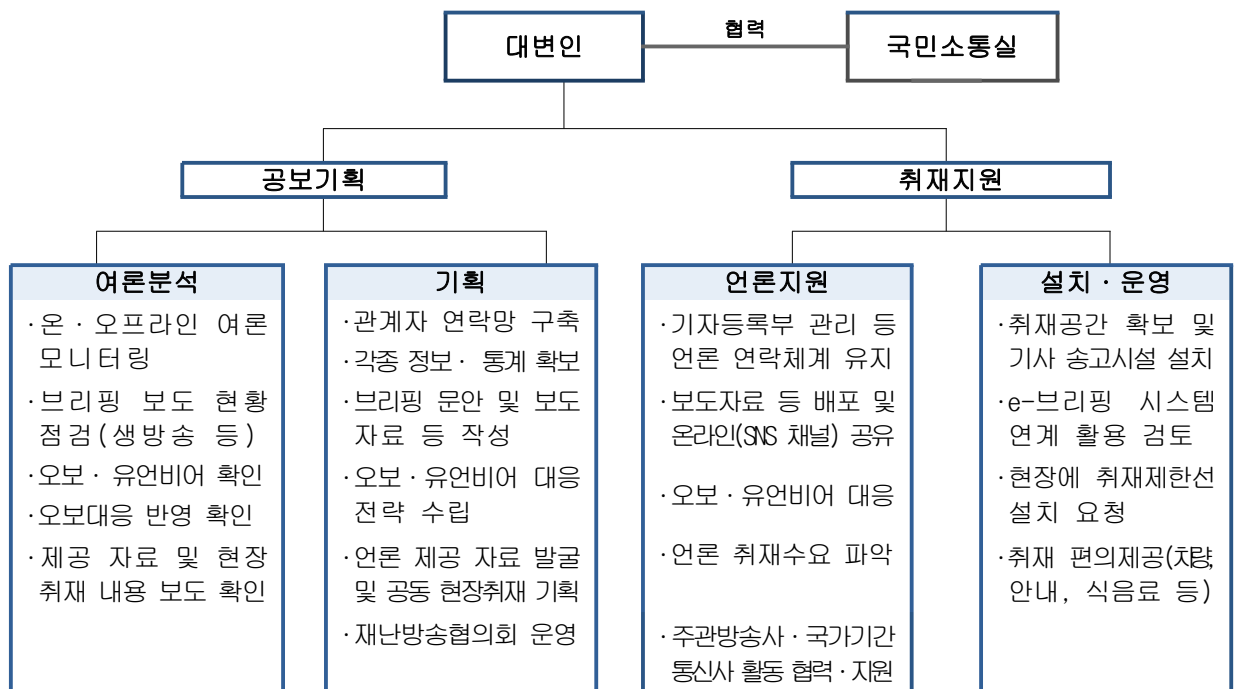 대변인
협력
국민소통실
공보기획
취재지원
여론분석
·온·오프라인 여론
모니터링
·브리핑 보도 현황
점검(생방송 등)
·오보·유언비어 확인
·오보대응 반영 확인
·제공 자료 및 현장
취재 내용 보도 확인
기획
·관계자 연락망 구축
·각종 정보· 통계 확보
·브리핑 문안 및 보도
자료 등 작성
·오보·유언비어 대응
전략 수립
·언론 제공 자료 발굴
및 공동 현장취재 기획
·재난방송협의회 운영
언론지원
·기자등록부 관리 등
언론 연락체계 유지
·보도자료 등 배포 및
온라인(SNS 채널) 공유
·오보·유언비어 대응
·언론 취재수요 파악
·주관방송사·국가기간
통신사 활동 협력·지원
설치·운영
·취재공간 확보 및
기사 송고시설 설치
·e-브리핑 시스템
연계 활용 검토
·현장에 취재제한선
설치 요청
·취재 편의제공(차량,
안내, 식음료 등)